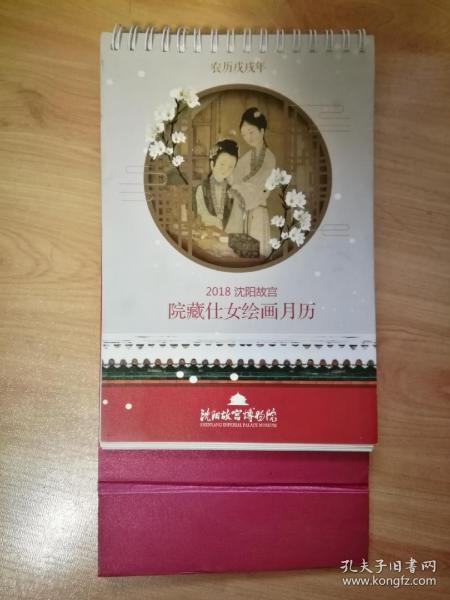 农历戊戌年
2018 沈阳故宫
院藏仕女绘画月历
沈阳故宫博物院
SHENYANG IMPERIAL PALACE MUSEUM
孔夫子旧书网
www.kongfz.com